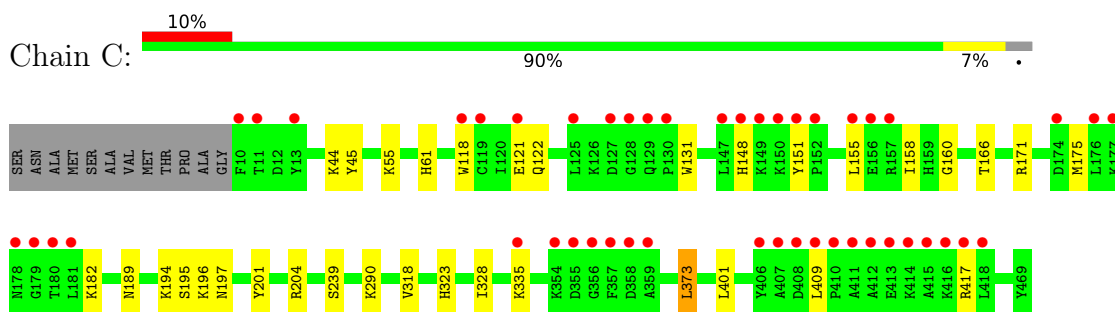 10%
Chain C:
90% 7% •
SER ASN ALA MET SER ALA VAL MET THR PRO ALA GLY F10 T11 D12 Y13 K44 Y45 K55 H61 W118 C119 I120 E121 Q122 L125 K126 D127 G128 Q129 P130 W131 L147 H148 K149 K150 Y151 P152 L155 E156 R157 I158 H159 G160 T166 R171 D174 M175 L176 K177
N178 G179 T180 L181 K182 N189 K194 S195 K196 N197 Y201 R204 S239 K290 V318 H323 I328 K335 K354 D355 G356 F357 D358 A359 L373 L401 Y406 A407 D408 L409 P410 A411 A412 E413 K414 A415 K416 R417 L418 Y469